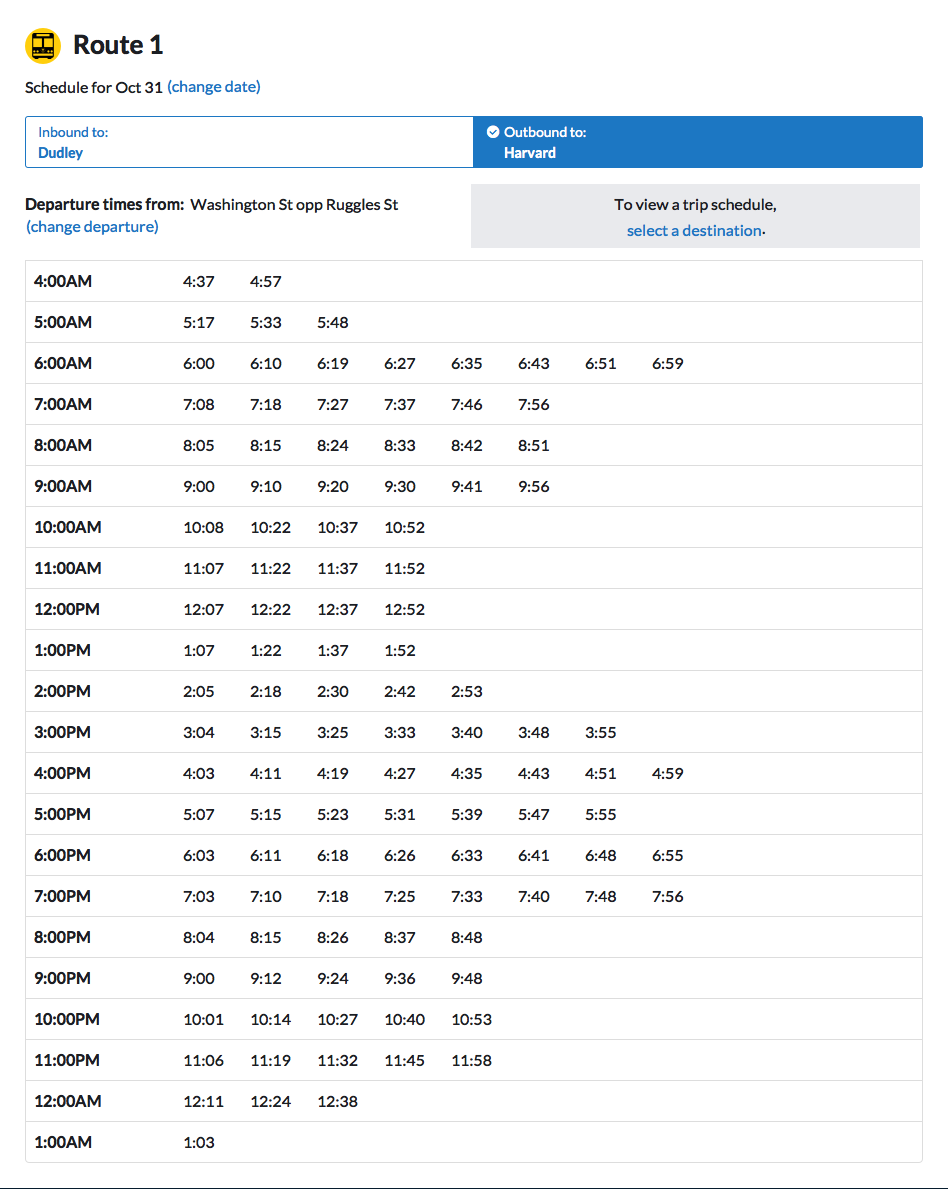 Route 1
Schedule for Oct 31 (change date)
Inbound to:
Dudley
Outbound to:
Harvard
Departure times from: Washington St opp Ruggles St
(change departure)
To view a trip schedule,
select a destination.
4:00AM 4:37 4:57
5:00AM 5:17 5:33 5:48
6:00AM 6:00 6:10 6:19 6:27 6:35 6:43 6:51 6:59
7:00AM 7:08 7:18 7:27 7:37 7:46 7:56
8:00AM 8:05 8:15 8:24 8:33 8:42 8:51
9:00AM 9:00 9:10 9:20 9:30 9:41 9:56
10:00AM 10:08 10:22 10:37 10:52
11:00AM 11:07 11:22 11:37 11:52
12:00PM 12:07 12:22 12:37 12:52
1:00PM 1:07 1:22 1:37 1:52
2:00PM 2:05 2:18 2:30 2:42 2:53
3:00PM 3:04 3:15 3:25 3:33 3:40 3:48 3:55
4:00PM 4:03 4:11 4:19 4:27 4:35 4:43 4:51 4:59
5:00PM 5:07 5:15 5:23 5:31 5:39 5:47 5:55
6:00PM 6:03 6:11 6:18 6:26 6:33 6:41 6:48 6:55
7:00PM 7:03 7:10 7:18 7:25 7:33 7:40 7:48 7:56
8:00PM 8:04 8:15 8:26 8:37 8:48
9:00PM 9:00 9:12 9:24 9:36 9:48
10:00PM 10:01 10:14 10:27 10:40 10:53
11:00PM 11:06 11:19 11:32 11:45 11:58
12:00AM 12:11 12:24 12:38
1:00AM 1:03